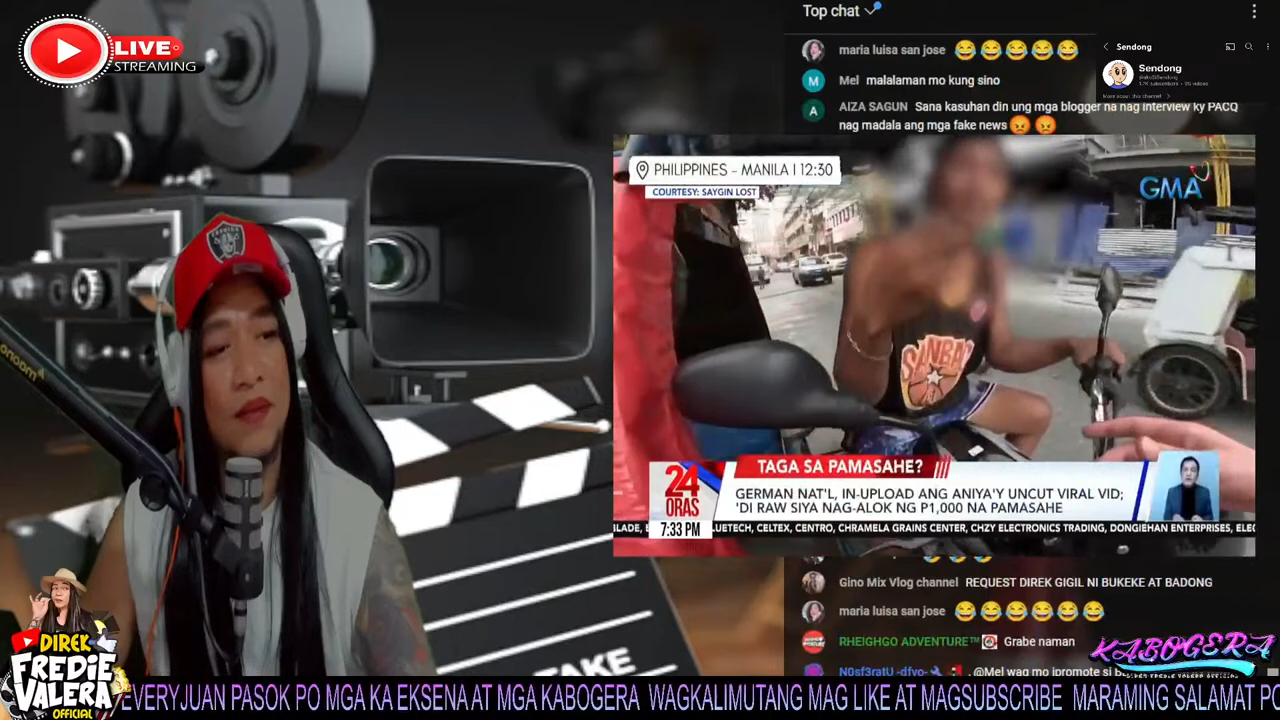 LIVE
STREAMING
Top chat
maria luisa san jose
Mel malalaman mo kung sino
AIZA SAGUN Sana kasuhan din ung mga blogger na nag interview ky PACQ
nag madala ang mga fake news
Sendong
Sendong
PHILIPPINES - MANILA | 12:30
COURTESY: SAYGIN LOST
GMA
TAGA SA PAMASAHE?
24
ORAS
7:33 PM
GERMAN NAT'L, IN-UPLOAD ANG ANIYA'Y UNCUT VIRAL VID;
'DI RAW SIYA NAG-ALOK NG P1,000 NA PAMASAHE
BLADE, E LUETECH, CELTEX, CENTRO, CHRAMELA GRAINS CENTER, CHZY ELECTRONICS TRADING, DONGIEHAN ENTERPRISES, ELEC
Gino Mix Vlog channel REQUEST DIREK GIGIL NI BUKEKE AT BADONG
maria luisa san jose
RHEIGHGO ADVENTURE™ Grabe naman
N0sf3ratU -dfyo- @Mel wag mo ipromote si b
KABOGERA
TAKE
DIREK
FREDIE
VALERA
OFFICIAL
EVERYJUAN PASOK PO MGA KA EKSENA AT MGA KABOGERA WAGKALIMUTANG MAG LIKE AT MAGSUBSCRIBE MARAMING SALAMAT PO